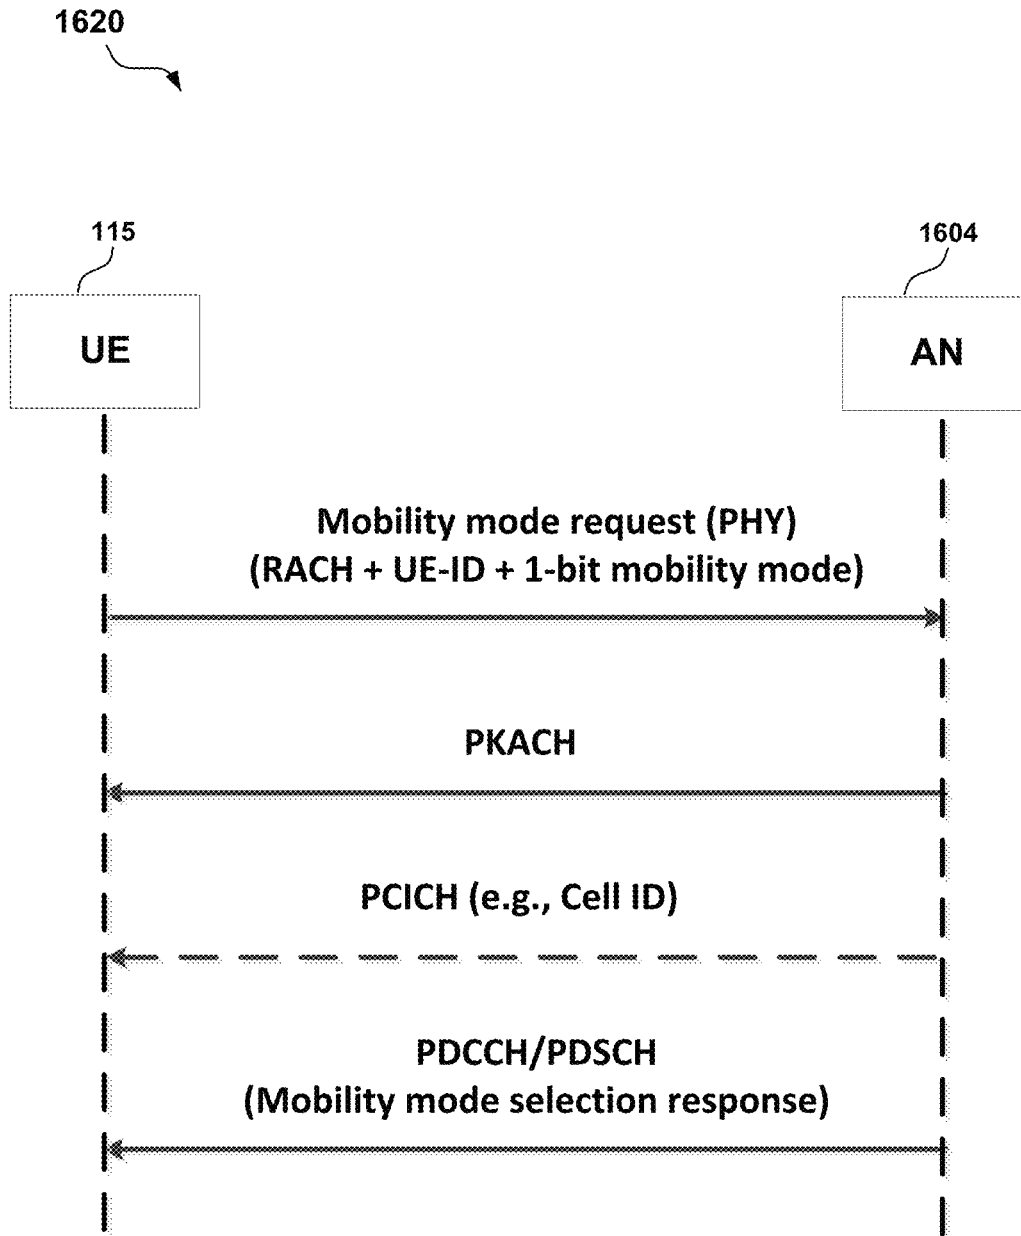 1620
115
1604
UE
AN
Mobility mode request (PHY)
(RACH + UE-ID + 1-bit mobility mode)
PKACH
PCICH (e.g., Cell ID)
PDCCH/PDSCH
(Mobility mode selection response)